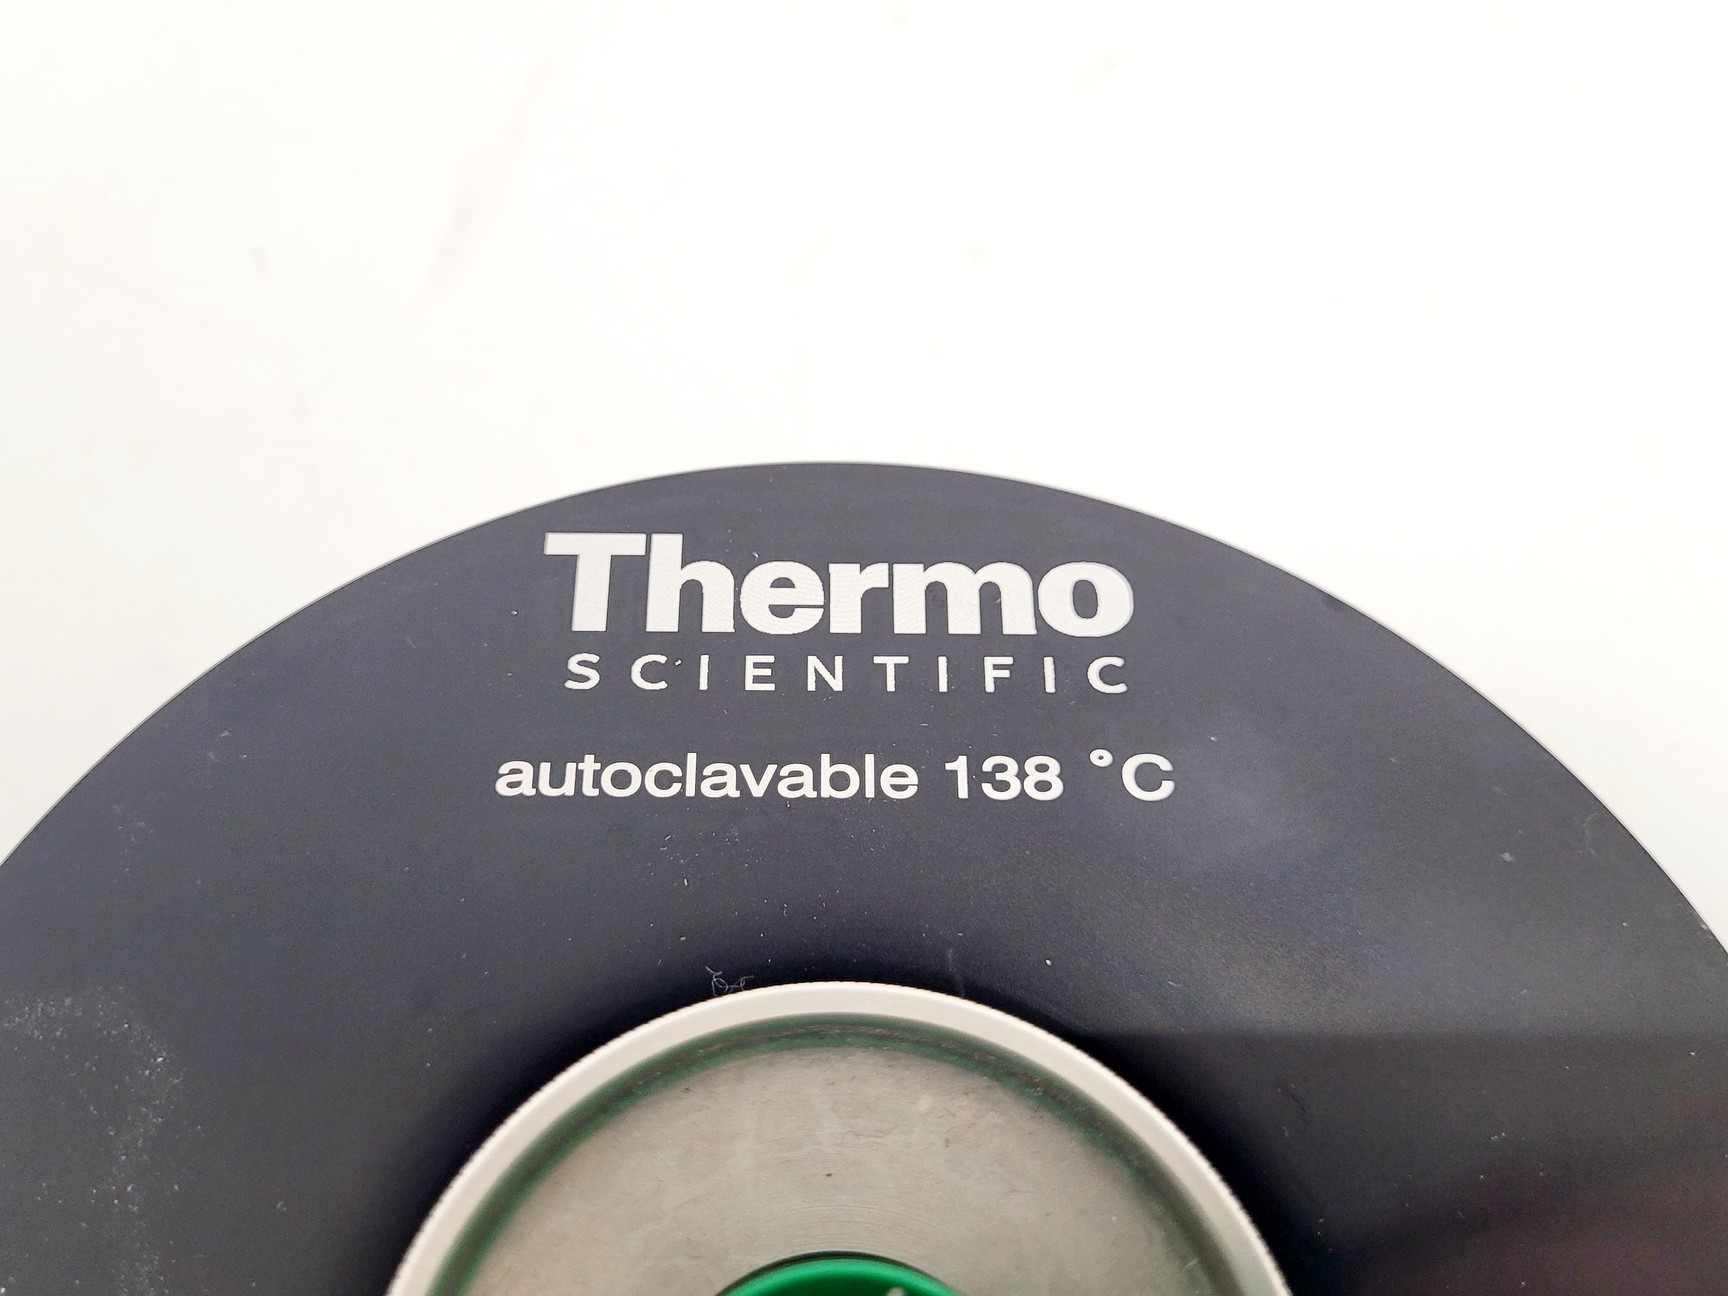 Thermo
SCIENTIFIC
autoclavable 138 °C